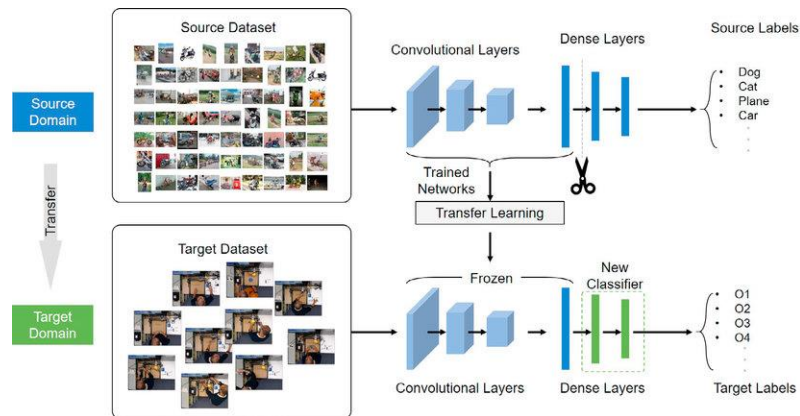 Source Dataset
Convolutional Layers
Dense Layers
Source Labels
Source
Domain
• Dog
• Cat
• Plane
• Car
Trained
Networks
Transfer Learning
Transfer
Target Dataset
Target
Domain
Frozen
New
Classifier
• O1
• O2
• O3
• O4
Convolutional Layers
Dense Layers
Target Labels